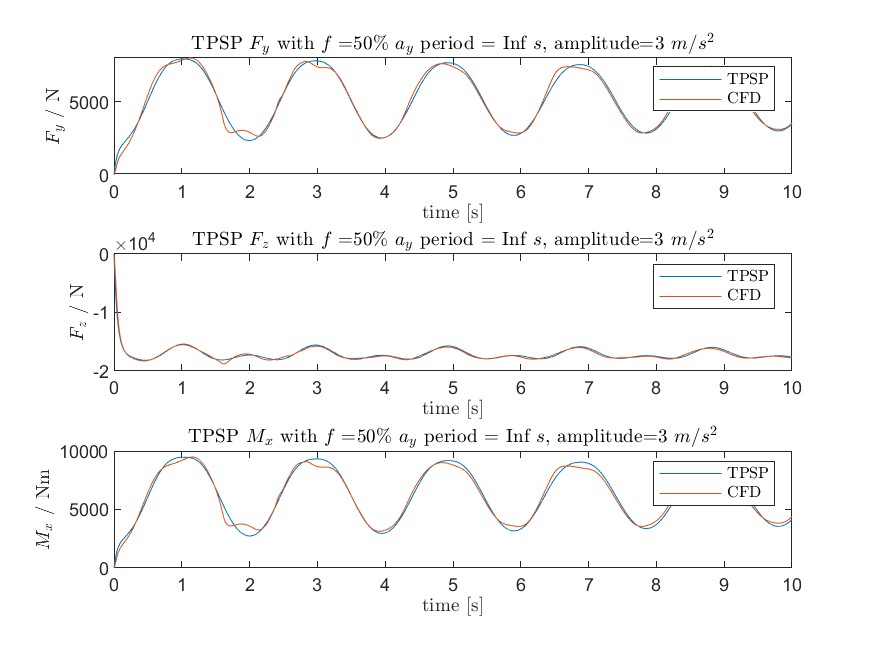 TPSP F_y with f =50% a_y period = Inf s, amplitude=3 m/s^2
5000
0
F_y / N
TPSP
CFD
0 1 2 3 4 5 6 7 8 9 10
time [s]
TPSP F_z with f =50% a_y period = Inf s, amplitude=3 m/s^2
×10^4
0
-1
-2
F_z / N
TPSP
CFD
0 1 2 3 4 5 6 7 8 9 10
time [s]
TPSP M_x with f =50% a_y period = Inf s, amplitude=3 m/s^2
10000
5000
0
M_x / Nm
TPSP
CFD
0 1 2 3 4 5 6 7 8 9 10
time [s]